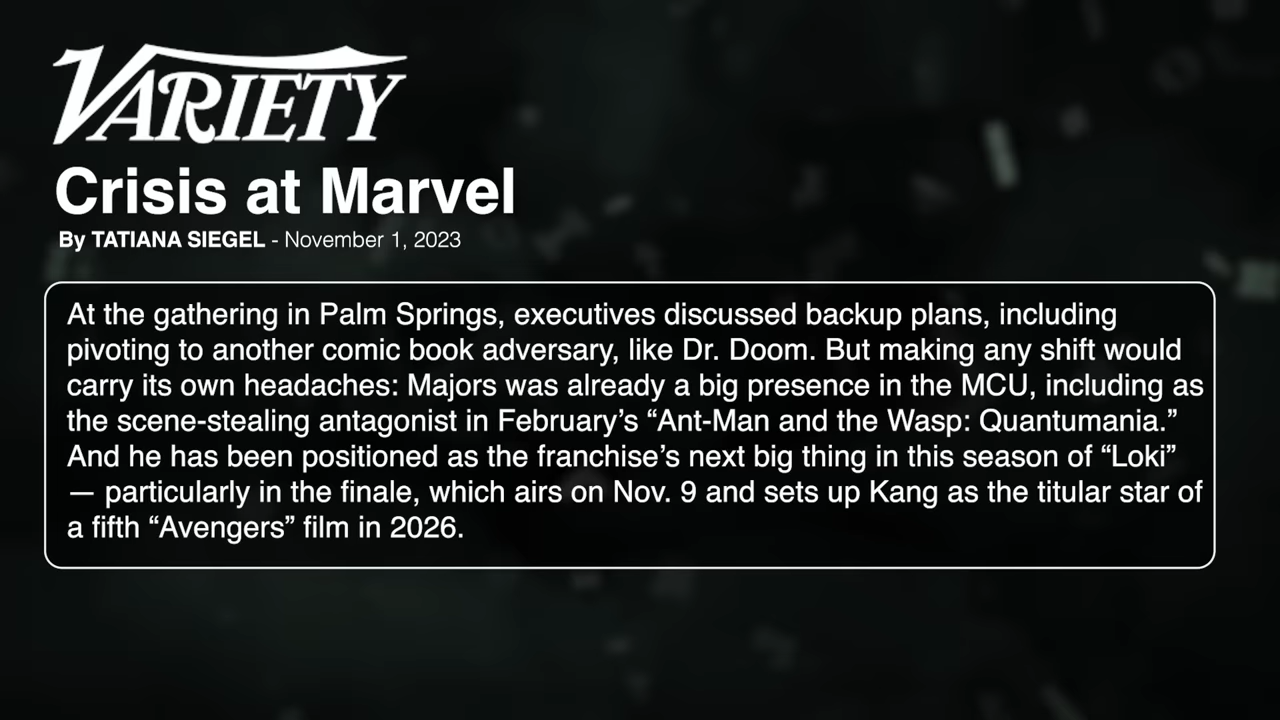 VARIETY
Crisis at Marvel
By TATIANA SIEGEL - November 1, 2023
At the gathering in Palm Springs, executives discussed backup plans, including
pivoting to another comic book adversary, like Dr. Doom. But making any shift would
carry its own headaches: Majors was already a big presence in the MCU, including as
the scene-stealing antagonist in February’s “Ant-Man and the Wasp: Quantumania.”
And he has been positioned as the franchise’s next big thing in this season of “Loki”
— particularly in the finale, which airs on Nov. 9 and sets up Kang as the titular star of
a fifth “Avengers” film in 2026.